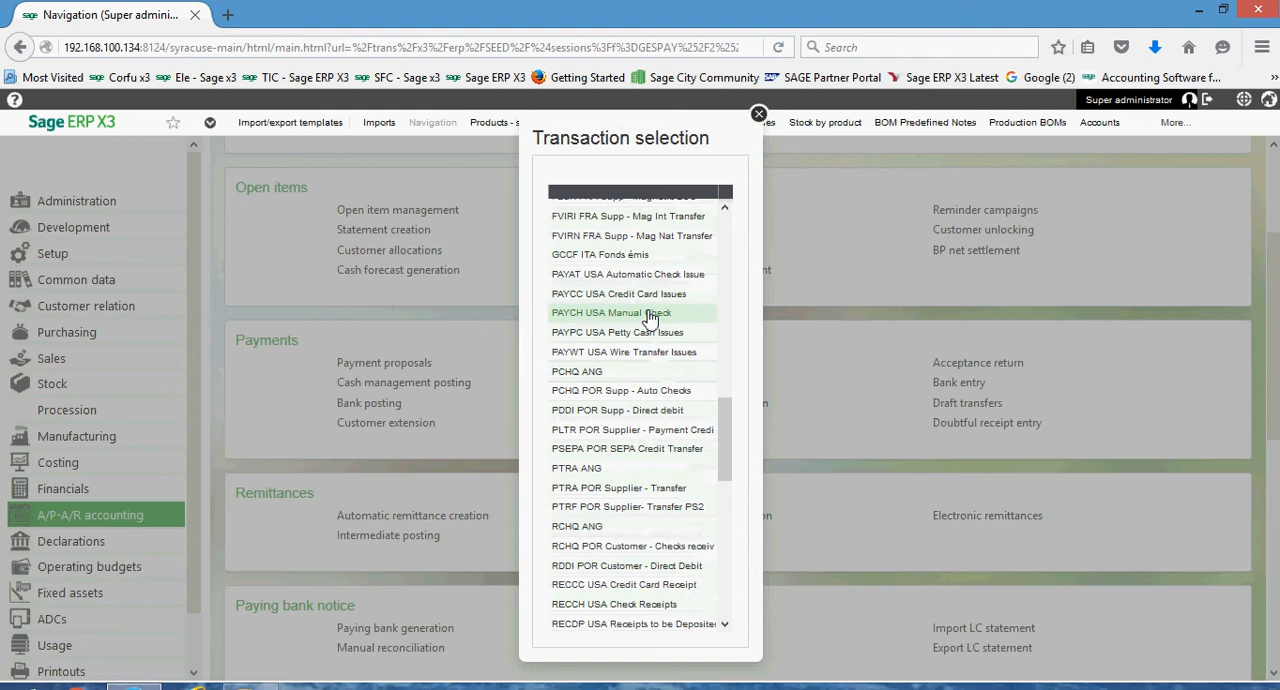 sage Navigation (Super admini...
192.168.100.134:8124/syracuse-main/html/main.html?url=%2Ftrans%2Fx3%2Ferp%2FSEED%2F%24sessions%3Ff%3DGESPAY%252F2%252
Search
Most Visited
sage Corfu x3
sage Ele - Sage x3
sage TIC - Sage ERP X3
sage SFC - Sage x3
sage Sage ERP X3
Getting Started
Sage City Community
SAGE Partner Portal
Sage ERP X3 Latest
Google (2)
sage Accounting Software f...
Super administrator
Sage ERP X3
Import/export templates
Imports
Navigation
Products - s
es
Stock by product
BOM Predefined Notes
Production BOMs
Accounts
More...
Administration
Development
Setup
Common data
Customer relation
Purchasing
Sales
Stock
Procession
Manufacturing
Costing
Financials
A/P-A/R accounting
Declarations
Operating budgets
Fixed assets
ADCs
Usage
Printouts
Open items
Open item management
Statement creation
Customer allocations
Cash forecast generation
nt
Reminder campaigns
Customer unlocking
BP net settlement
Payments
Payment proposals
Cash management posting
Bank posting
Customer extension
Acceptance return
Bank entry
Draft transfers
Doubtful receipt entry
Remittances
Automatic remittance creation
Intermediate posting
on
Electronic remittances
Paying bank notice
Paying bank generation
Manual reconciliation
Import LC statement
Export LC statement
Transaction selection
FVIRI FRA Supp - Mag Int Transfer
FVIRN FRA Supp - Mag Nat Transfer
GCCF ITA Fonds émis
PAYAT USA Automatic Check Issue
PAYCC USA Credit Card Issues
PAYCH USA Manual Check
PAYPC USA Petty Cash Issues
PAYWT USA Wire Transfer Issues
PCHQ ANG
PCHQ POR Supp - Auto Checks
PDDI POR Supp - Direct debit
PLTR POR Supplier - Payment Credi
PSEPA POR SEPA Credit Transfer
PTRA ANG
PTRA POR Supplier - Transfer
PTRF POR Supplier- Transfer PS2
RCHQ ANG
RCHQ POR Customer - Checks receiv
RDDI POR Customer - Direct Debit
RECCC USA Credit Card Receipt
RECCH USA Check Receipts
RECDP USA Receipts to be Deposited